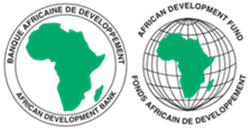 BANQUE AFRICAINE DE DEVELOPPEMENT
AFRICAN DEVELOPMENT BANK
AFRICAN DEVELOPMENT FUND
FONDS AFRICAIN DE DEVELOPPEMENT